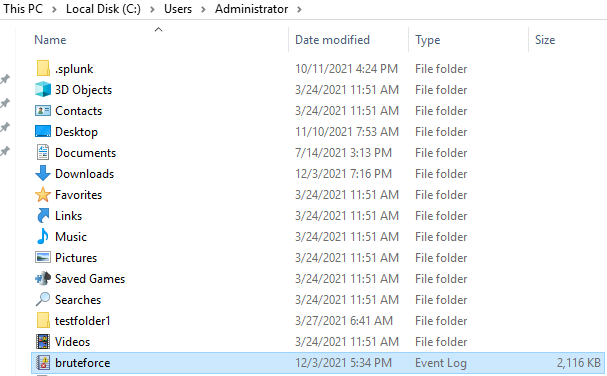 This PC > Local Disk (C:) > Users > Administrator >
Name Date modified Type Size
.splunk 10/11/2021 4:24 PM File folder
3D Objects 3/24/2021 11:51 AM File folder
Contacts 3/24/2021 11:51 AM File folder
Desktop 11/10/2021 7:53 AM File folder
Documents 7/14/2021 3:13 PM File folder
Downloads 12/3/2021 7:16 PM File folder
Favorites 3/24/2021 11:51 AM File folder
Links 3/24/2021 11:51 AM File folder
Music 3/24/2021 11:51 AM File folder
Pictures 3/24/2021 11:51 AM File folder
Saved Games 3/24/2021 11:51 AM File folder
Searches 3/24/2021 11:51 AM File folder
testfolder1 3/27/2021 6:41 AM File folder
Videos 3/24/2021 11:51 AM File folder
bruteforce 12/3/2021 5:34 PM Event Log 2,116 KB